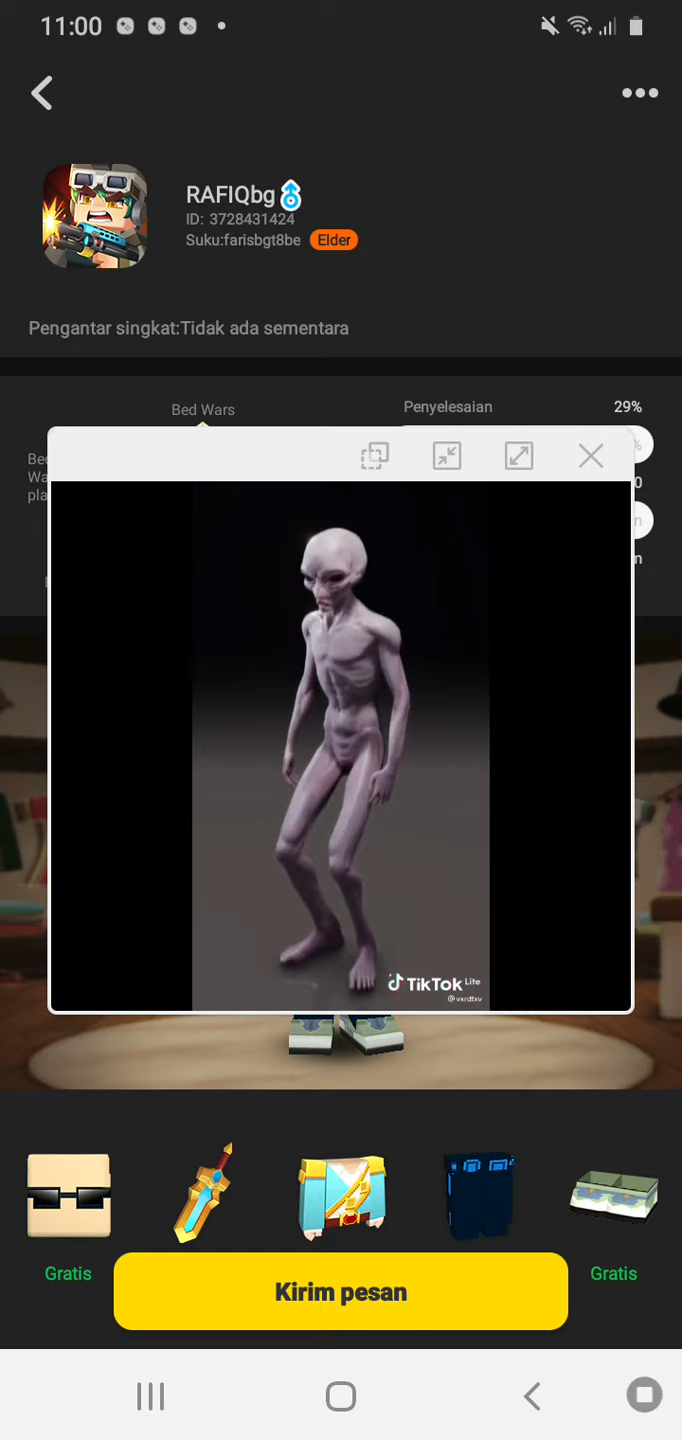 11:00
RAFIQbg
ID: 3728431424
Suku:farisbgt8be Elder
Pengantar singkat:Tidak ada sementara
Bed Wars
Penyelesaian 29%
TikTok Lite
@vxrdtxv
Gratis
Kirim pesan
Gratis